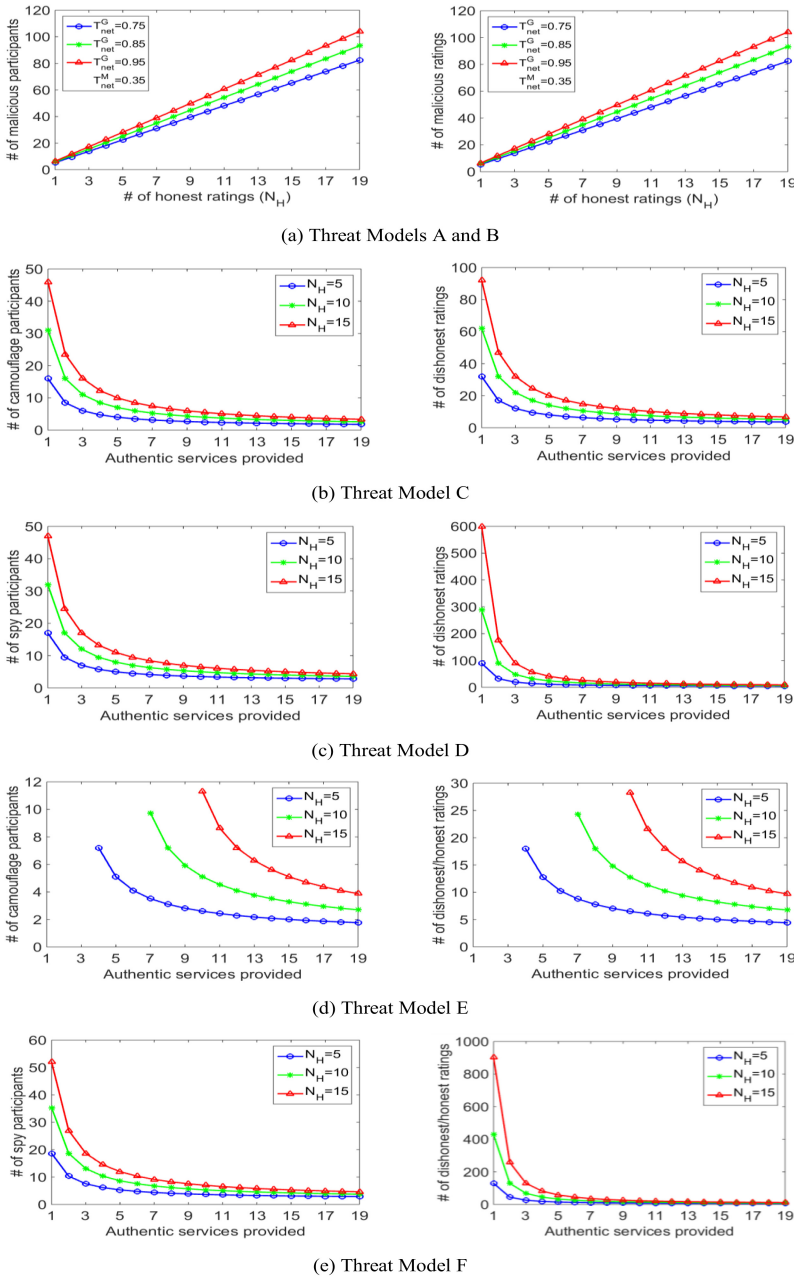 # of malicious participants
120
100
80
60
40
20
0
T^G_net=0.75
T^G_net=0.85
T^G_net=0.95
T^M_net=0.35
1 3 5 7 9 11 13 15 17 19
# of honest ratings (N_H)
# of malicious ratings
120
100
80
60
40
20
0
T^G_net=0.75
T^G_net=0.85
T^G_net=0.95
T^M_net=0.35
1 3 5 7 9 11 13 15 17 19
# of honest ratings (N_H)
(a) Threat Models A and B
# of camouflage participants
50
40
30
20
10
0
N_H=5
N_H=10
N_H=15
1 3 5 7 9 11 13 15 17 19
Authentic services provided
# of dishonest ratings
100
80
60
40
20
0
N_H=5
N_H=10
N_H=15
1 3 5 7 9 11 13 15 17 19
Authentic services provided
(b) Threat Model C
# of spy participants
50
40
30
20
10
0
N_H=5
N_H=10
N_H=15
1 3 5 7 9 11 13 15 17 19
Authentic services provided
# of dishonest ratings
600
500
400
300
200
100
0
N_H=5
N_H=10
N_H=15
1 3 5 7 9 11 13 15 17 19
Authentic services provided
(c) Threat Model D
# of camouflage participants
12
10
8
6
4
2
0
N_H=5
N_H=10
N_H=15
1 3 5 7 9 11 13 15 17 19
Authentic services provided
# of dishonest/honest ratings
30
25
20
15
10
5
0
N_H=5
N_H=10
N_H=15
1 3 5 7 9 11 13 15 17 19
Authentic services provided
(d) Threat Model E
# of spy participants
60
50
40
30
20
10
0
N_H=5
N_H=10
N_H=15
1 3 5 7 9 11 13 15 17 19
Authentic services provided
# of dishonest/honest ratings
1000
800
600
400
200
0
N_H=5
N_H=10
N_H=15
1 3 5 7 9 11 13 15 17 19
Authentic services provided
(e) Threat Model F